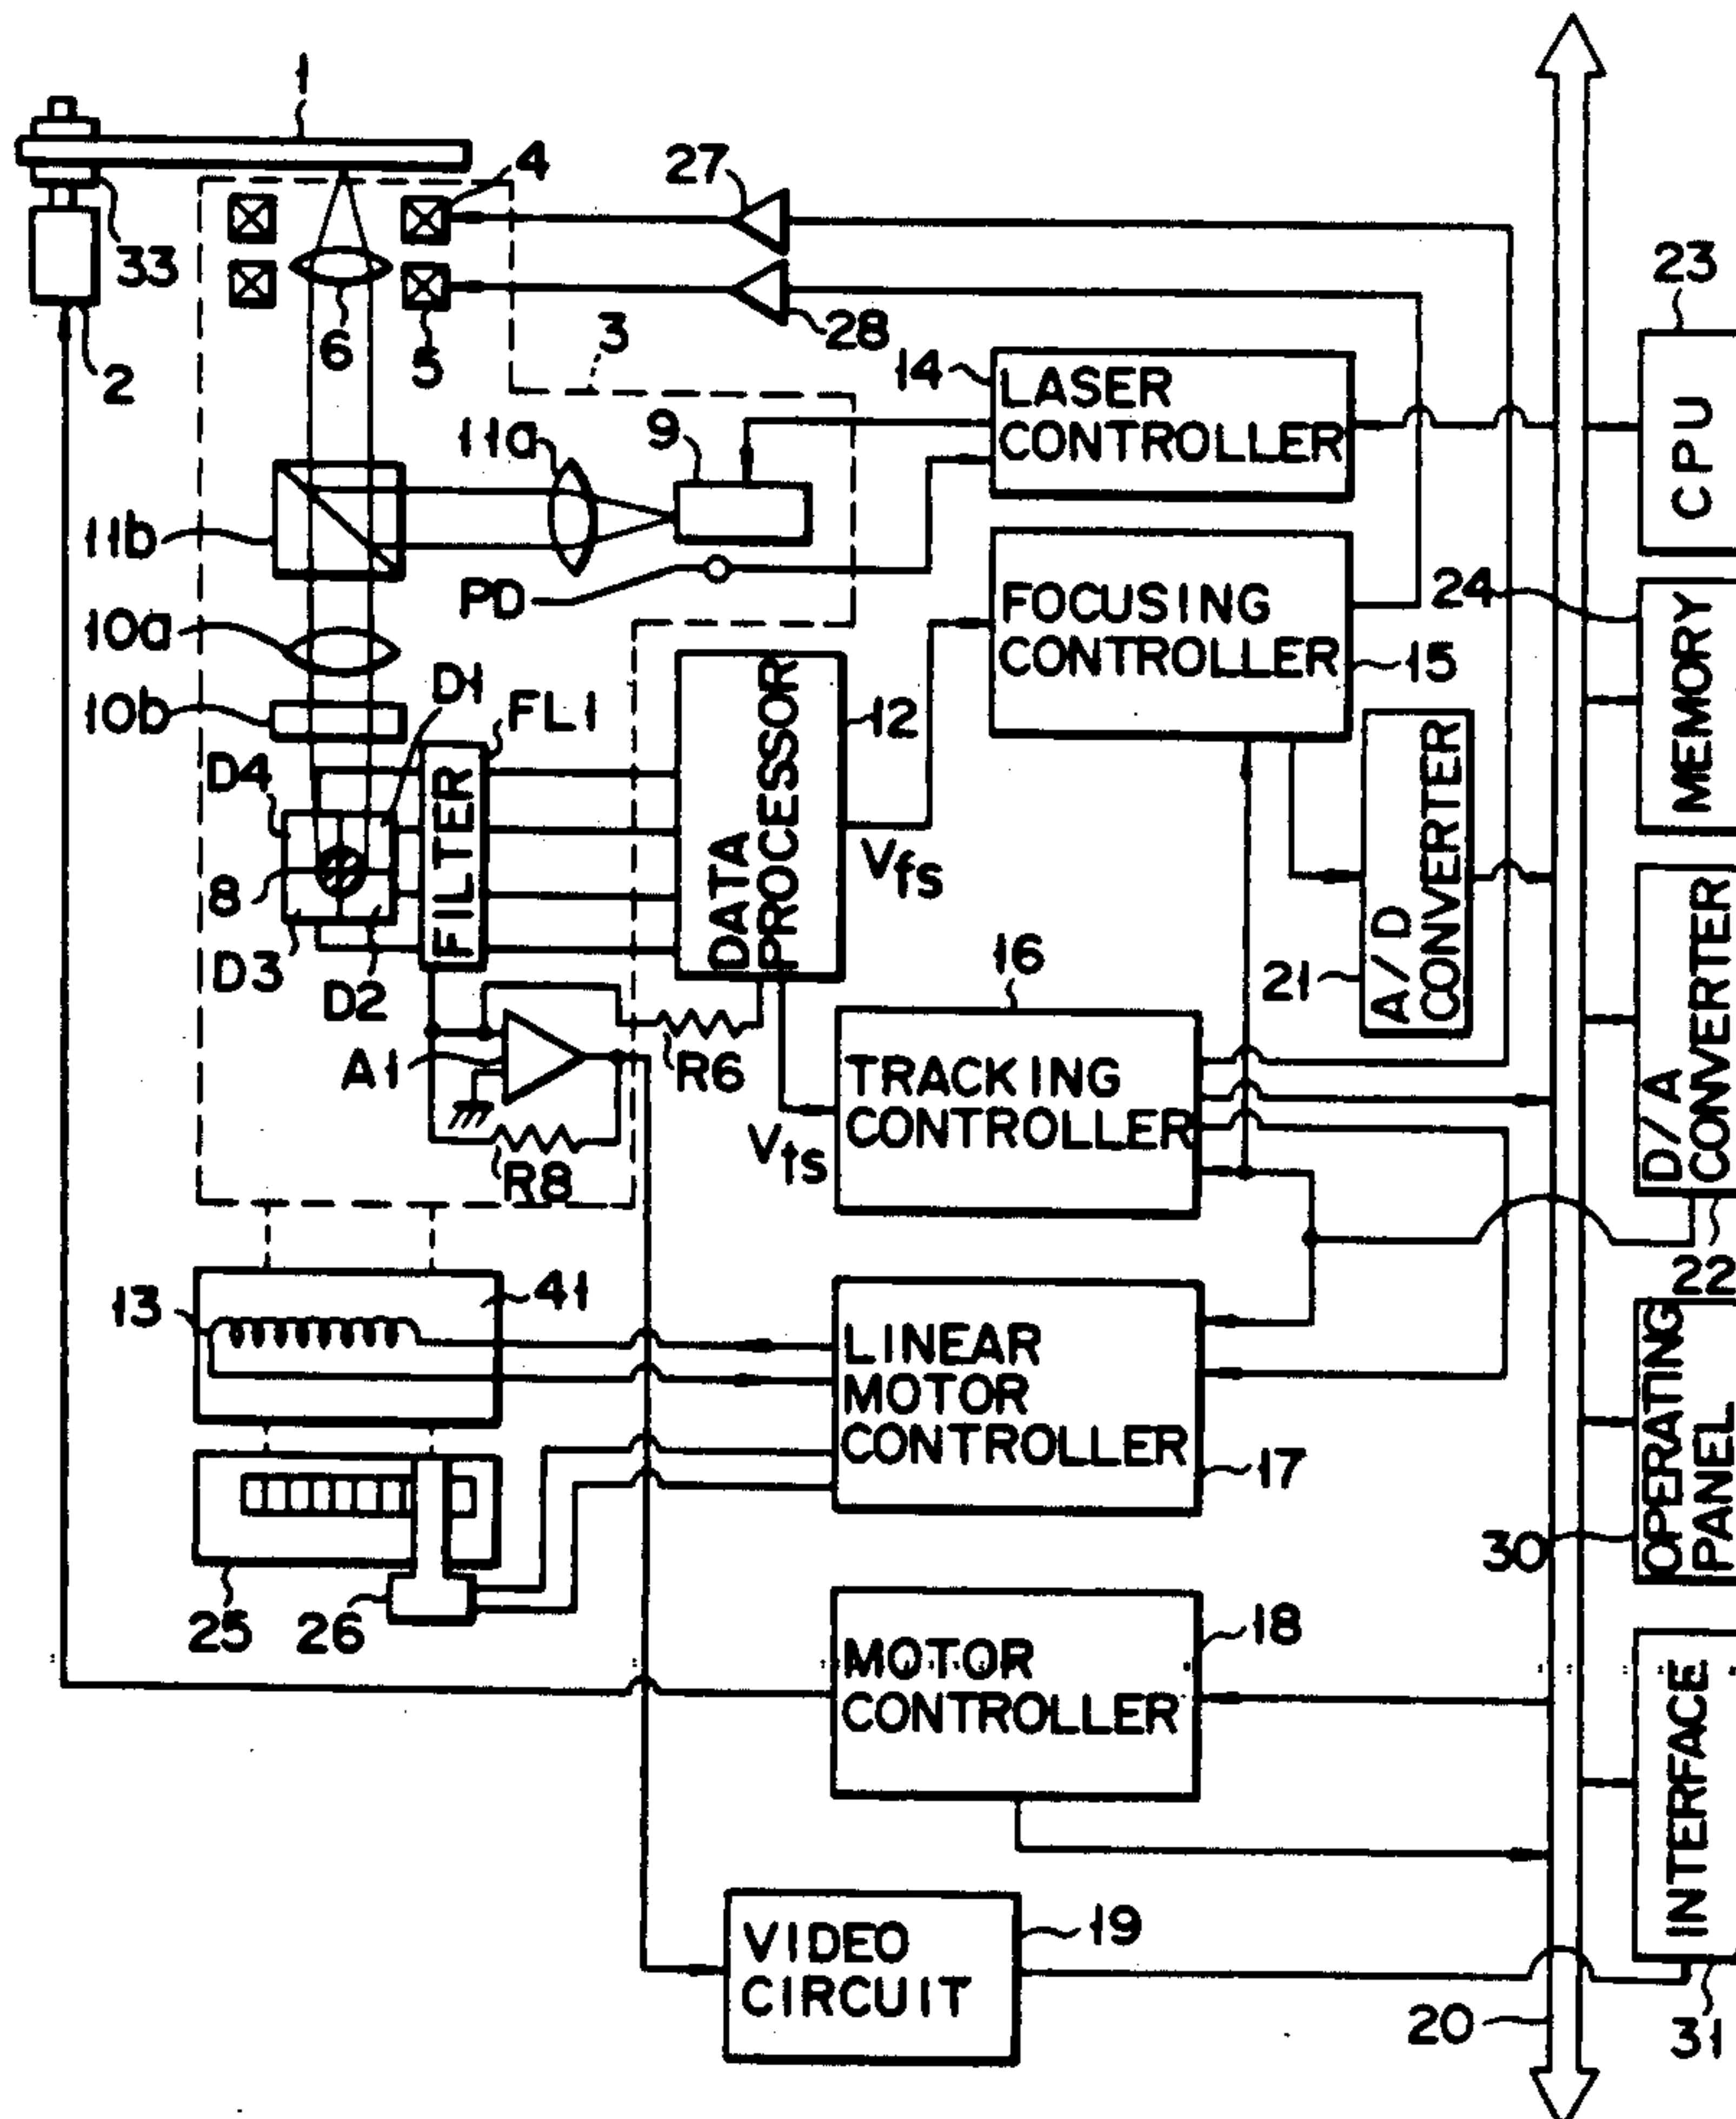 1
4
27
33
23
6
5
28
3
2
14
LASER
CONTROLLER
CPU
11a
9
11b
PD
FOCUSING
CONTROLLER
24
MEMORY
10a
D1
15
10b
FL1
12
D4
FILTER
DATA
PROCESSOR
Vfs
8
A/D
CONVERTER
D/A
CONVERTER
D3
D2
16
21
A1
R6
TRACKING
CONTROLLER
Vts
R8
22
13
41
LINEAR
MOTOR
CONTROLLER
OPERATING
PANEL
17
30
25
26
18
MOTOR
CONTROLLER
INTERFACE
19
VIDEO
CIRCUIT
20
31